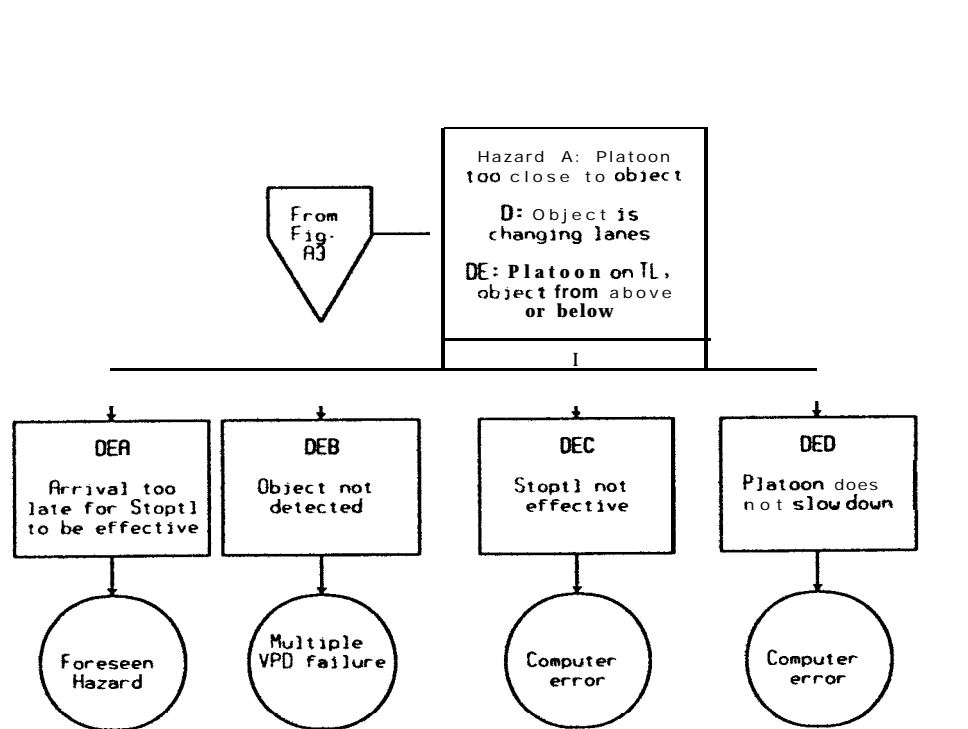 Hazard A: Platoon
too close to object
D: Object is
changing lanes
DE: Platoon on TL,
object from above
or below
From
Fig.
A3
I
DEA
Arrival too
late for Stoptl
to be effective
DEB
Object not
detected
DEC
Stoptl not
effective
DED
Platoon does
not slow down
Foreseen
Hazard
Multiple
VPD failure
Computer
error
Computer
error